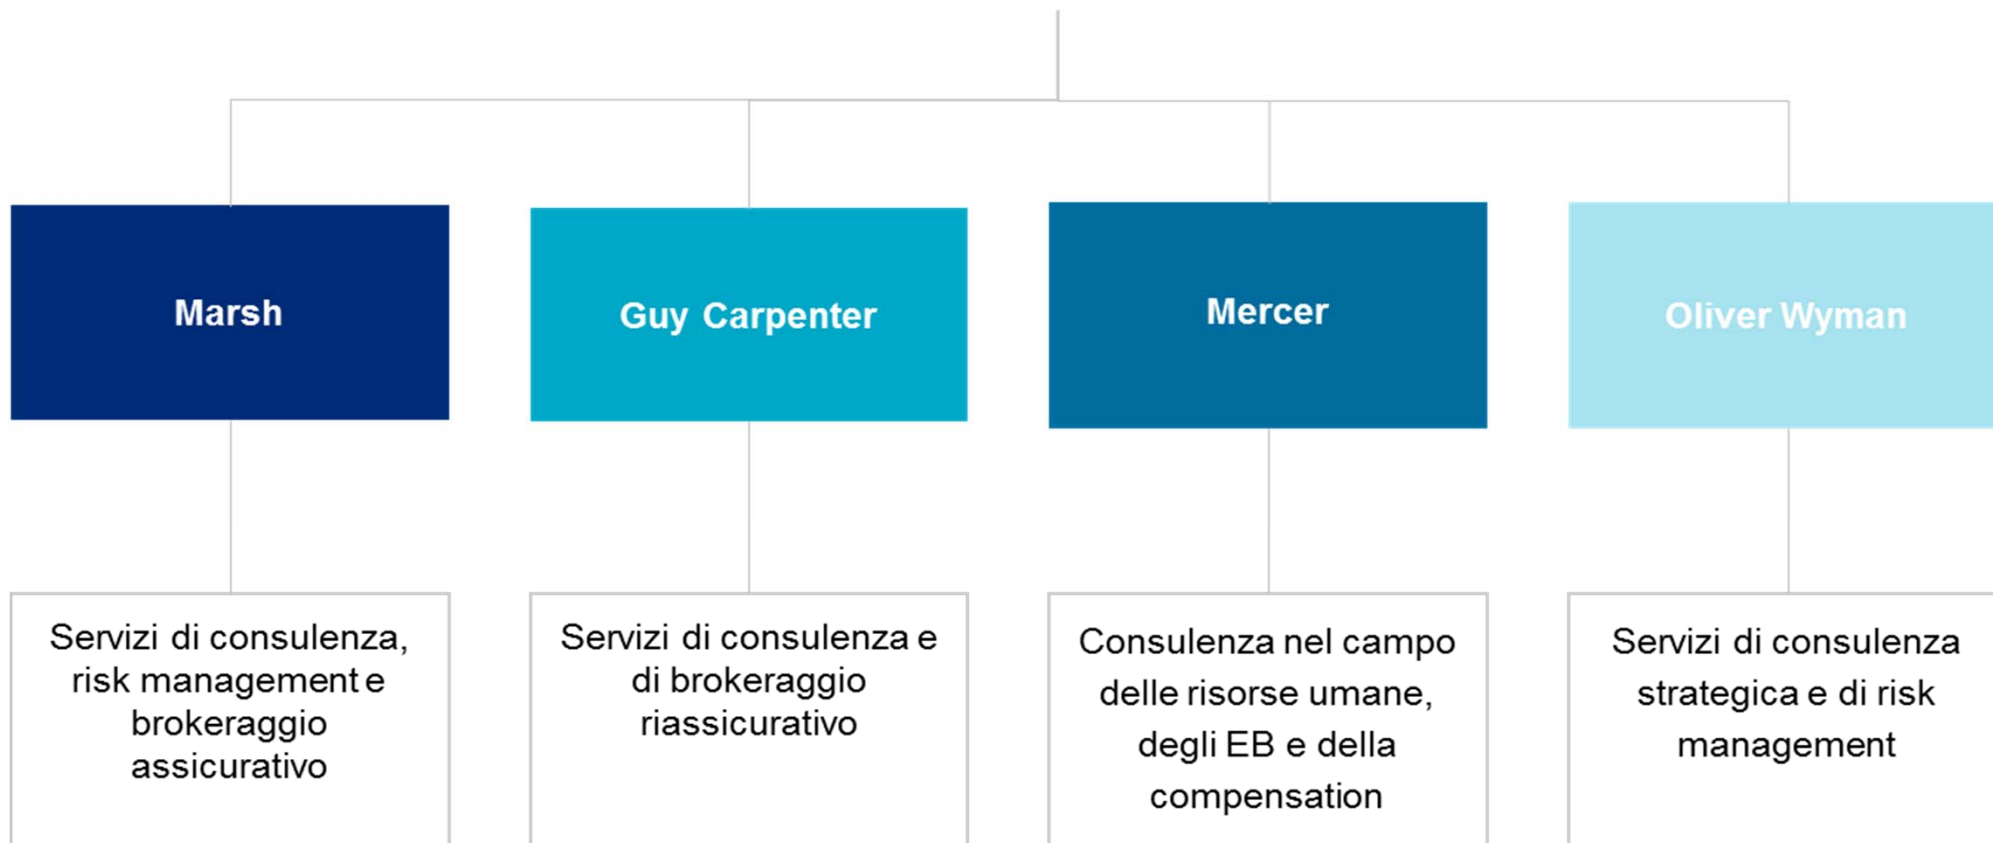 Marsh
Guy Carpenter
Mercer
Oliver Wyman
Servizi di consulenza,
risk management e
brokeraggio
assicurativo
Servizi di consulenza e
di brokeraggio
riassicurativo
Consulenza nel campo
delle risorse umane,
degli EB e della
compensation
Servizi di consulenza
strategica e di risk
management